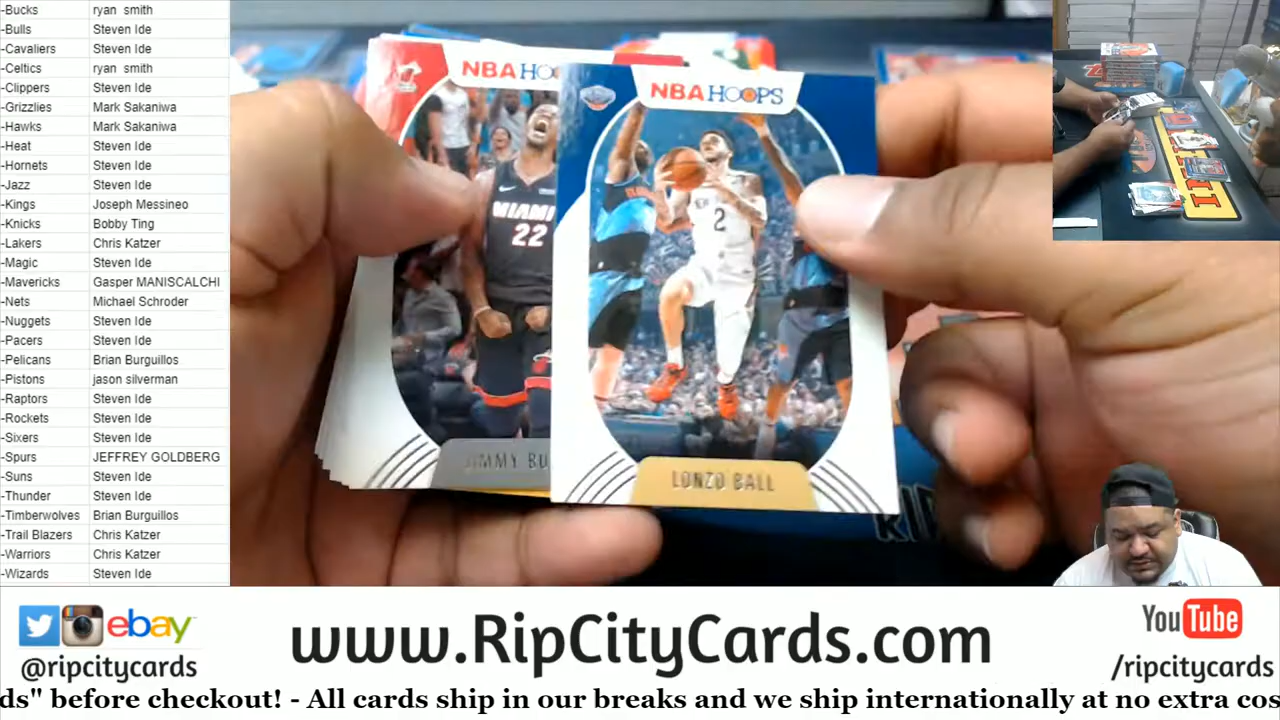 -Bucks ryan smith
-Bulls Steven Ide
-Cavaliers Steven Ide
-Celtics ryan smith
-Clippers Steven Ide
-Grizzlies Mark Sakaniwa
-Hawks Mark Sakaniwa
-Heat Steven Ide
-Hornets Steven Ide
-Jazz Steven Ide
-Kings Joseph Messineo
-Knicks Bobby Ting
-Lakers Chris Katzer
-Magic Steven Ide
-Mavericks Gasper MANISCALCHI
-Nets Michael Schroder
-Nuggets Steven Ide
-Pacers Steven Ide
-Pelicans Brian Burguillos
-Pistons jason silverman
-Raptors Steven Ide
-Rockets Steven Ide
-Sixers Steven Ide
-Spurs JEFFREY GOLDBERG
-Suns Steven Ide
-Thunder Steven Ide
-Timberwolves Brian Burguillos
-Trail Blazers Chris Katzer
-Warriors Chris Katzer
-Wizards Steven Ide
NBA HO
MIAMI
22
JIMMY BU
NBA HOOPS
2
LONZO BALL
ebay
@ripcitycards
www.RipCityCards.com
YouTube
/ripcitycards
ds" before checkout! - All cards ship in our breaks and we ship internationally at no extra cos